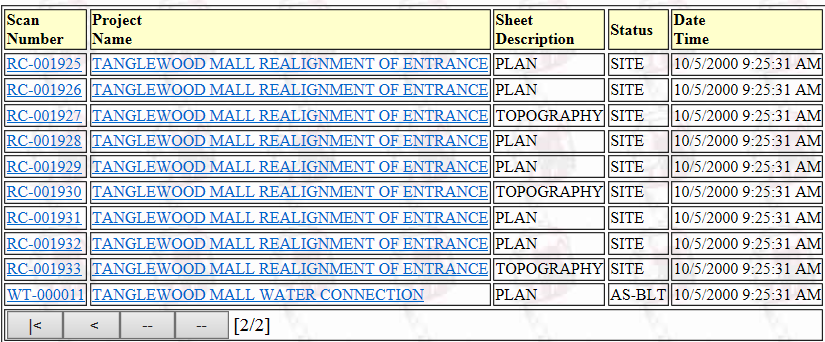 Scan Number Project Name Sheet Description Status Date Time
RC-001925 TANGLEWOOD MALL REALIGNMENT OF ENTRANCE PLAN SITE 10/5/2000 9:25:31 AM
RC-001926 TANGLEWOOD MALL REALIGNMENT OF ENTRANCE PLAN SITE 10/5/2000 9:25:31 AM
RC-001927 TANGLEWOOD MALL REALIGNMENT OF ENTRANCE TOPOGRAPHY SITE 10/5/2000 9:25:31 AM
RC-001928 TANGLEWOOD MALL REALIGNMENT OF ENTRANCE PLAN SITE 10/5/2000 9:25:31 AM
RC-001929 TANGLEWOOD MALL REALIGNMENT OF ENTRANCE PLAN SITE 10/5/2000 9:25:31 AM
RC-001930 TANGLEWOOD MALL REALIGNMENT OF ENTRANCE TOPOGRAPHY SITE 10/5/2000 9:25:31 AM
RC-001931 TANGLEWOOD MALL REALIGNMENT OF ENTRANCE PLAN SITE 10/5/2000 9:25:31 AM
RC-001932 TANGLEWOOD MALL REALIGNMENT OF ENTRANCE PLAN SITE 10/5/2000 9:25:31 AM
RC-001933 TANGLEWOOD MALL REALIGNMENT OF ENTRANCE TOPOGRAPHY SITE 10/5/2000 9:25:31 AM
WT-000011 TANGLEWOOD MALL WATER CONNECTION PLAN AS-BLT 10/5/2000 9:25:31 AM
|< < -- -- [2/2]